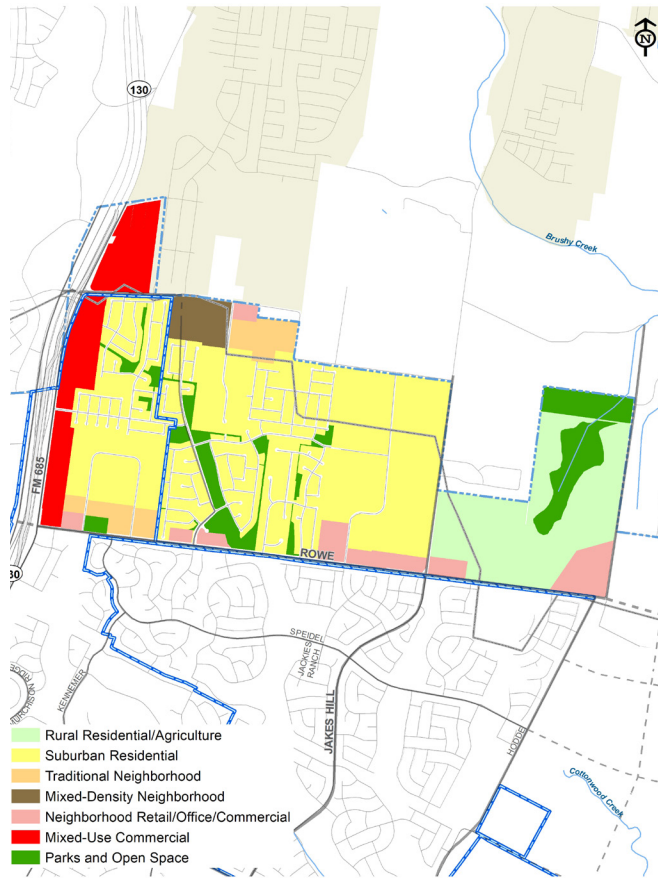 N
130
Brushy Creek
FM 685
ROWE
30
SPEIDEL
JACKIES
RANCH
KENNEMER
JAKES HILL
HODDE
Cottonwood Creek
Rural Residential/Agriculture
Suburban Residential
Traditional Neighborhood
Mixed-Density Neighborhood
Neighborhood Retail/Office/Commercial
Mixed-Use Commercial
Parks and Open Space